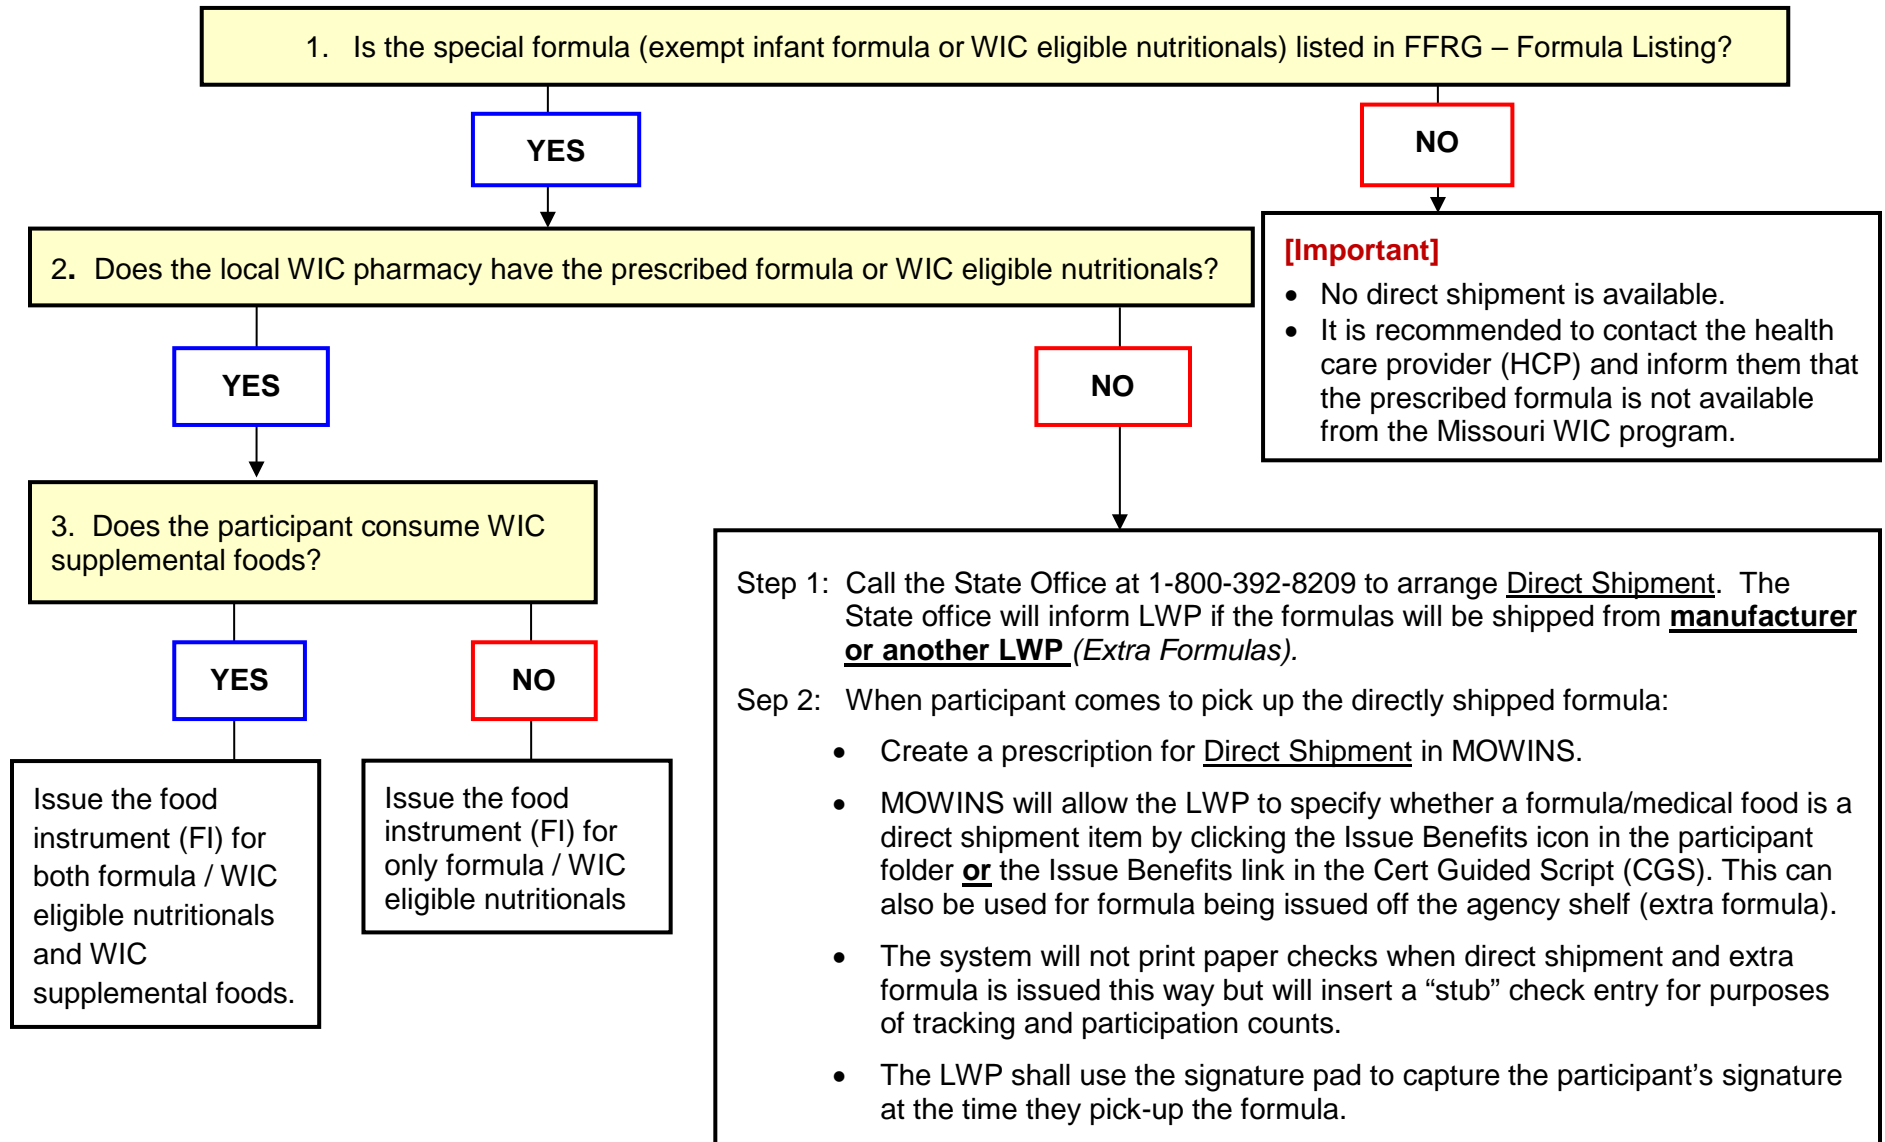 1. Is the special formula (exempt infant formula or WIC eligible nutritionals) listed in FFRG – Formula Listing?
YES
NO
2. Does the local WIC pharmacy have the prescribed formula or WIC eligible nutritionals?
[Important]
• No direct shipment is available.
• It is recommended to contact the health
care provider (HCP) and inform them that
the prescribed formula is not available
from the Missouri WIC program.
YES
NO
3. Does the participant consume WIC
supplemental foods?
YES
NO
Issue the food
instrument (FI) for
both formula / WIC
eligible nutritionals
and WIC
supplemental foods.
Issue the food
instrument (FI) for
only formula / WIC
eligible nutritionals
Step 1: Call the State Office at 1-800-392-8209 to arrange Direct Shipment. The
State office will inform LWP if the formulas will be shipped from manufacturer
or another LWP (Extra Formulas).
Sep 2: When participant comes to pick up the directly shipped formula:
• Create a prescription for Direct Shipment in MOWINS.
• MOWINS will allow the LWP to specify whether a formula/medical food is a
direct shipment item by clicking the Issue Benefits icon in the participant
folder or the Issue Benefits link in the Cert Guided Script (CGS). This can
also be used for formula being issued off the agency shelf (extra formula).
• The system will not print paper checks when direct shipment and extra
formula is issued this way but will insert a “stub” check entry for purposes
of tracking and participation counts.
• The LWP shall use the signature pad to capture the participant’s signature
at the time they pick-up the formula.